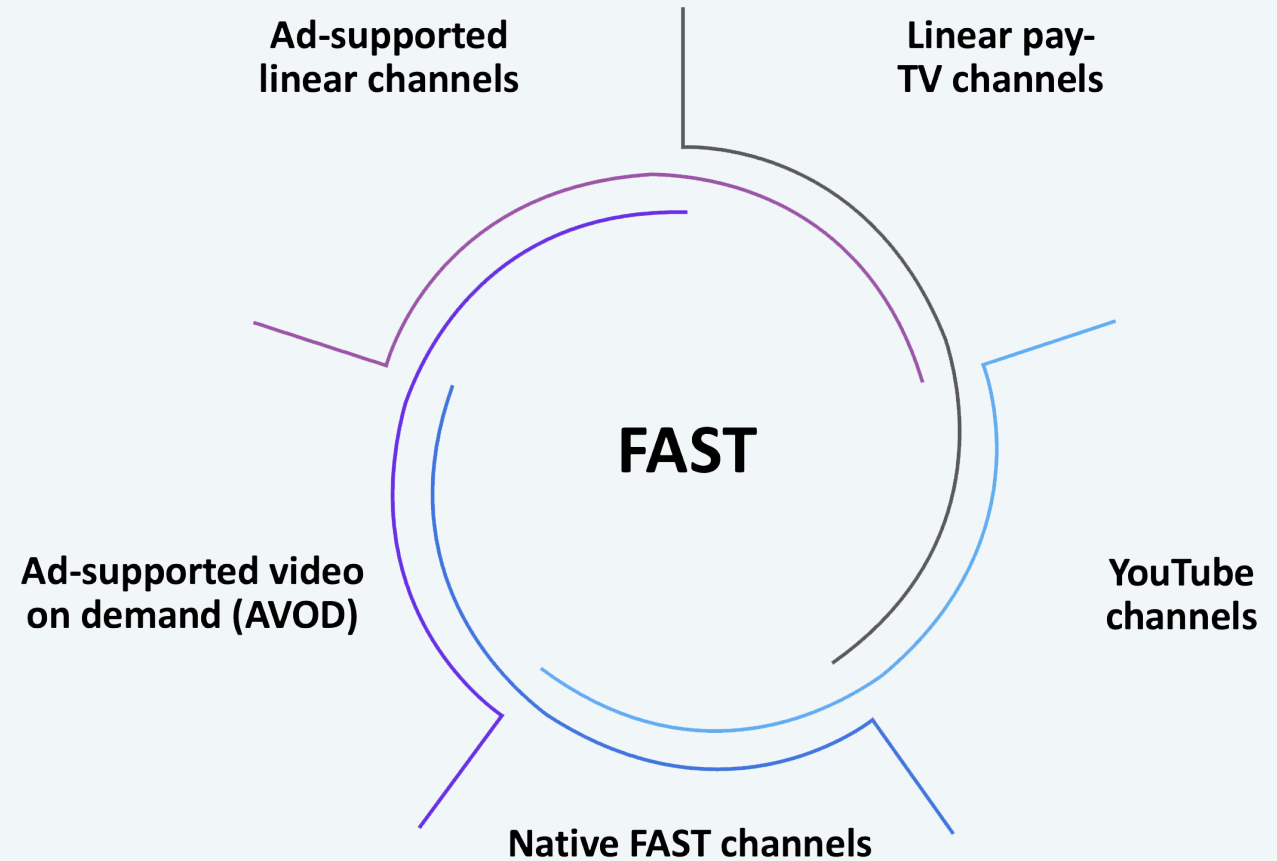 Ad-supported
linear channels
Linear pay-
TV channels
FAST
Ad-supported video
on demand (AVOD)
YouTube
channels
Native FAST channels